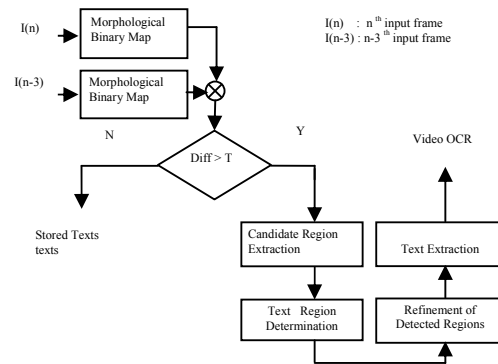 I(n)
Morphological
Binary Map
I(n) : n th input frame
I(n-3) : n-3 th input frame
I(n-3)
Morphological
Binary Map
N
Y
Diff > T
Video OCR
Stored Texts
texts
Candidate Region
Extraction
Text Extraction
Text Region
Determination
Refinement of
Detected Regions